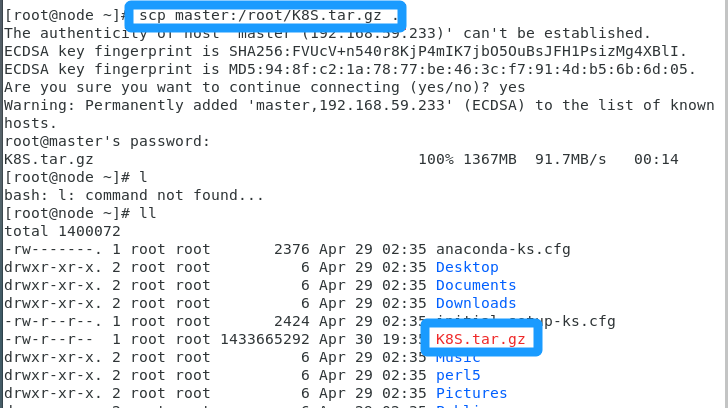 [root@node ~]# scp master:/root/K8S.tar.gz .
The authenticity of host 'master (192.168.59.233)' can't be established.
ECDSA key fingerprint is SHA256:FVUcV+n540r8KjP4mIK7jbO5OuBsJFH1PsizMg4XBlI.
ECDSA key fingerprint is MD5:94:8f:c2:1a:78:77:be:46:3c:f7:91:4d:b5:6b:6d:05.
Are you sure you want to continue connecting (yes/no)? yes
Warning: Permanently added 'master,192.168.59.233' (ECDSA) to the list of known
hosts.
root@master's password:
K8S.tar.gz 100% 1367MB 91.7MB/s 00:14
[root@node ~]# l
bash: l: command not found...
[root@node ~]# ll
total 1400072
-rw-------. 1 root root 2376 Apr 29 02:35 anaconda-ks.cfg
drwxr-xr-x. 2 root root 6 Apr 29 02:35 Desktop
drwxr-xr-x. 2 root root 6 Apr 29 02:35 Documents
drwxr-xr-x. 2 root root 6 Apr 29 02:35 Downloads
-rw-r--r--. 1 root root 2424 Apr 29 02:35 initial-setup-ks.cfg
-rw-r--r-- 1 root root 1433665292 Apr 30 19:35 K8S.tar.gz
drwxr-xr-x. 2 root root 6 Apr 29 02:35 Music
drwxr-xr-x. 2 root root 6 Apr 29 02:35 perl5
drwxr-xr-x. 2 root root 6 Apr 29 02:35 Pictures